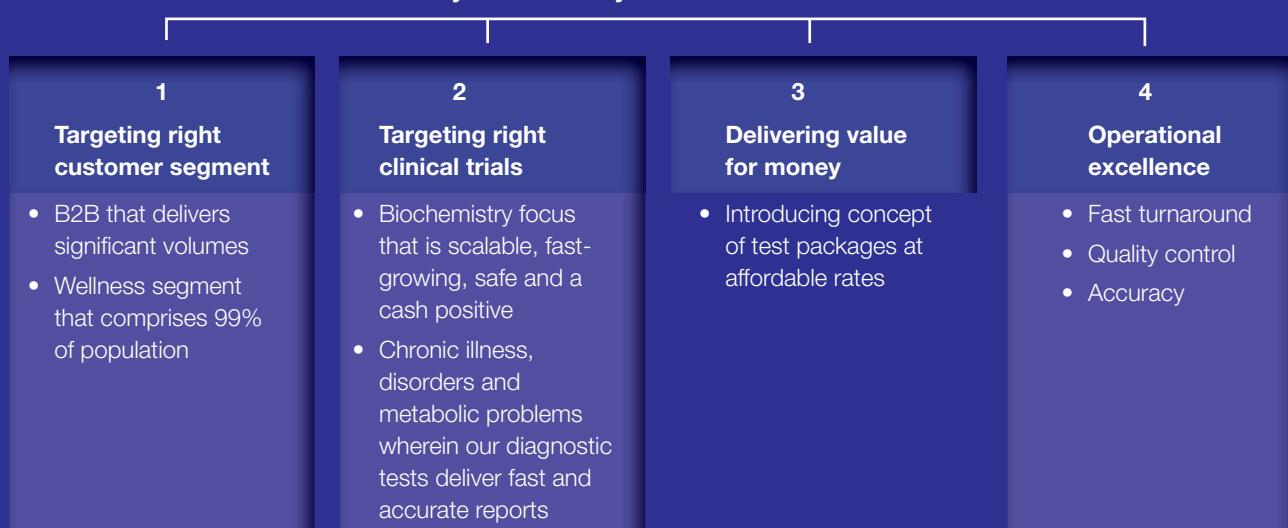 1
Targeting right
customer segment
• B2B that delivers
significant volumes
• Wellness segment
that comprises 99%
of population
2
Targeting right
clinical trials
• Biochemistry focus
that is scalable, fast-
growing, safe and a
cash positive
• Chronic illness,
disorders and
metabolic problems
wherein our diagnostic
tests deliver fast and
accurate reports
3
Delivering value
for money
• Introducing concept
of test packages at
affordable rates
4
Operational
excellence
• Fast turnaround
• Quality control
• Accuracy